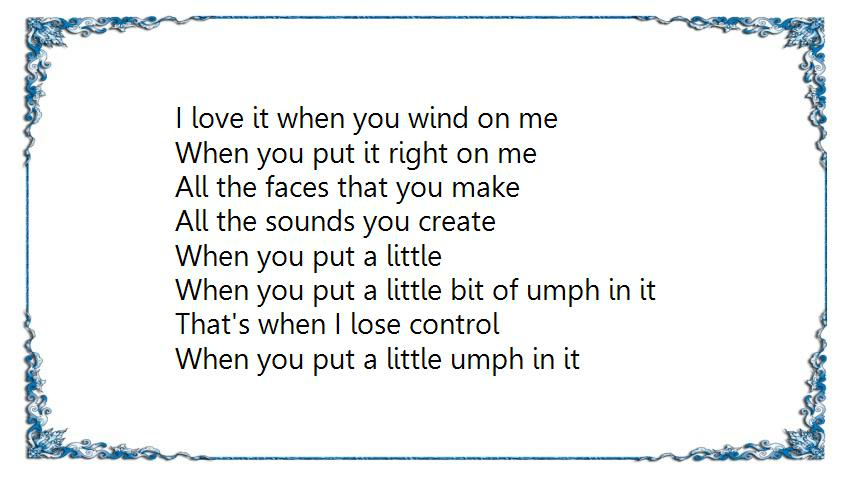 I love it when you wind on me
When you put it right on me
All the faces that you make
All the sounds you create
When you put a little
When you put a little bit of umph in it
That's when I lose control
When you put a little umph in it